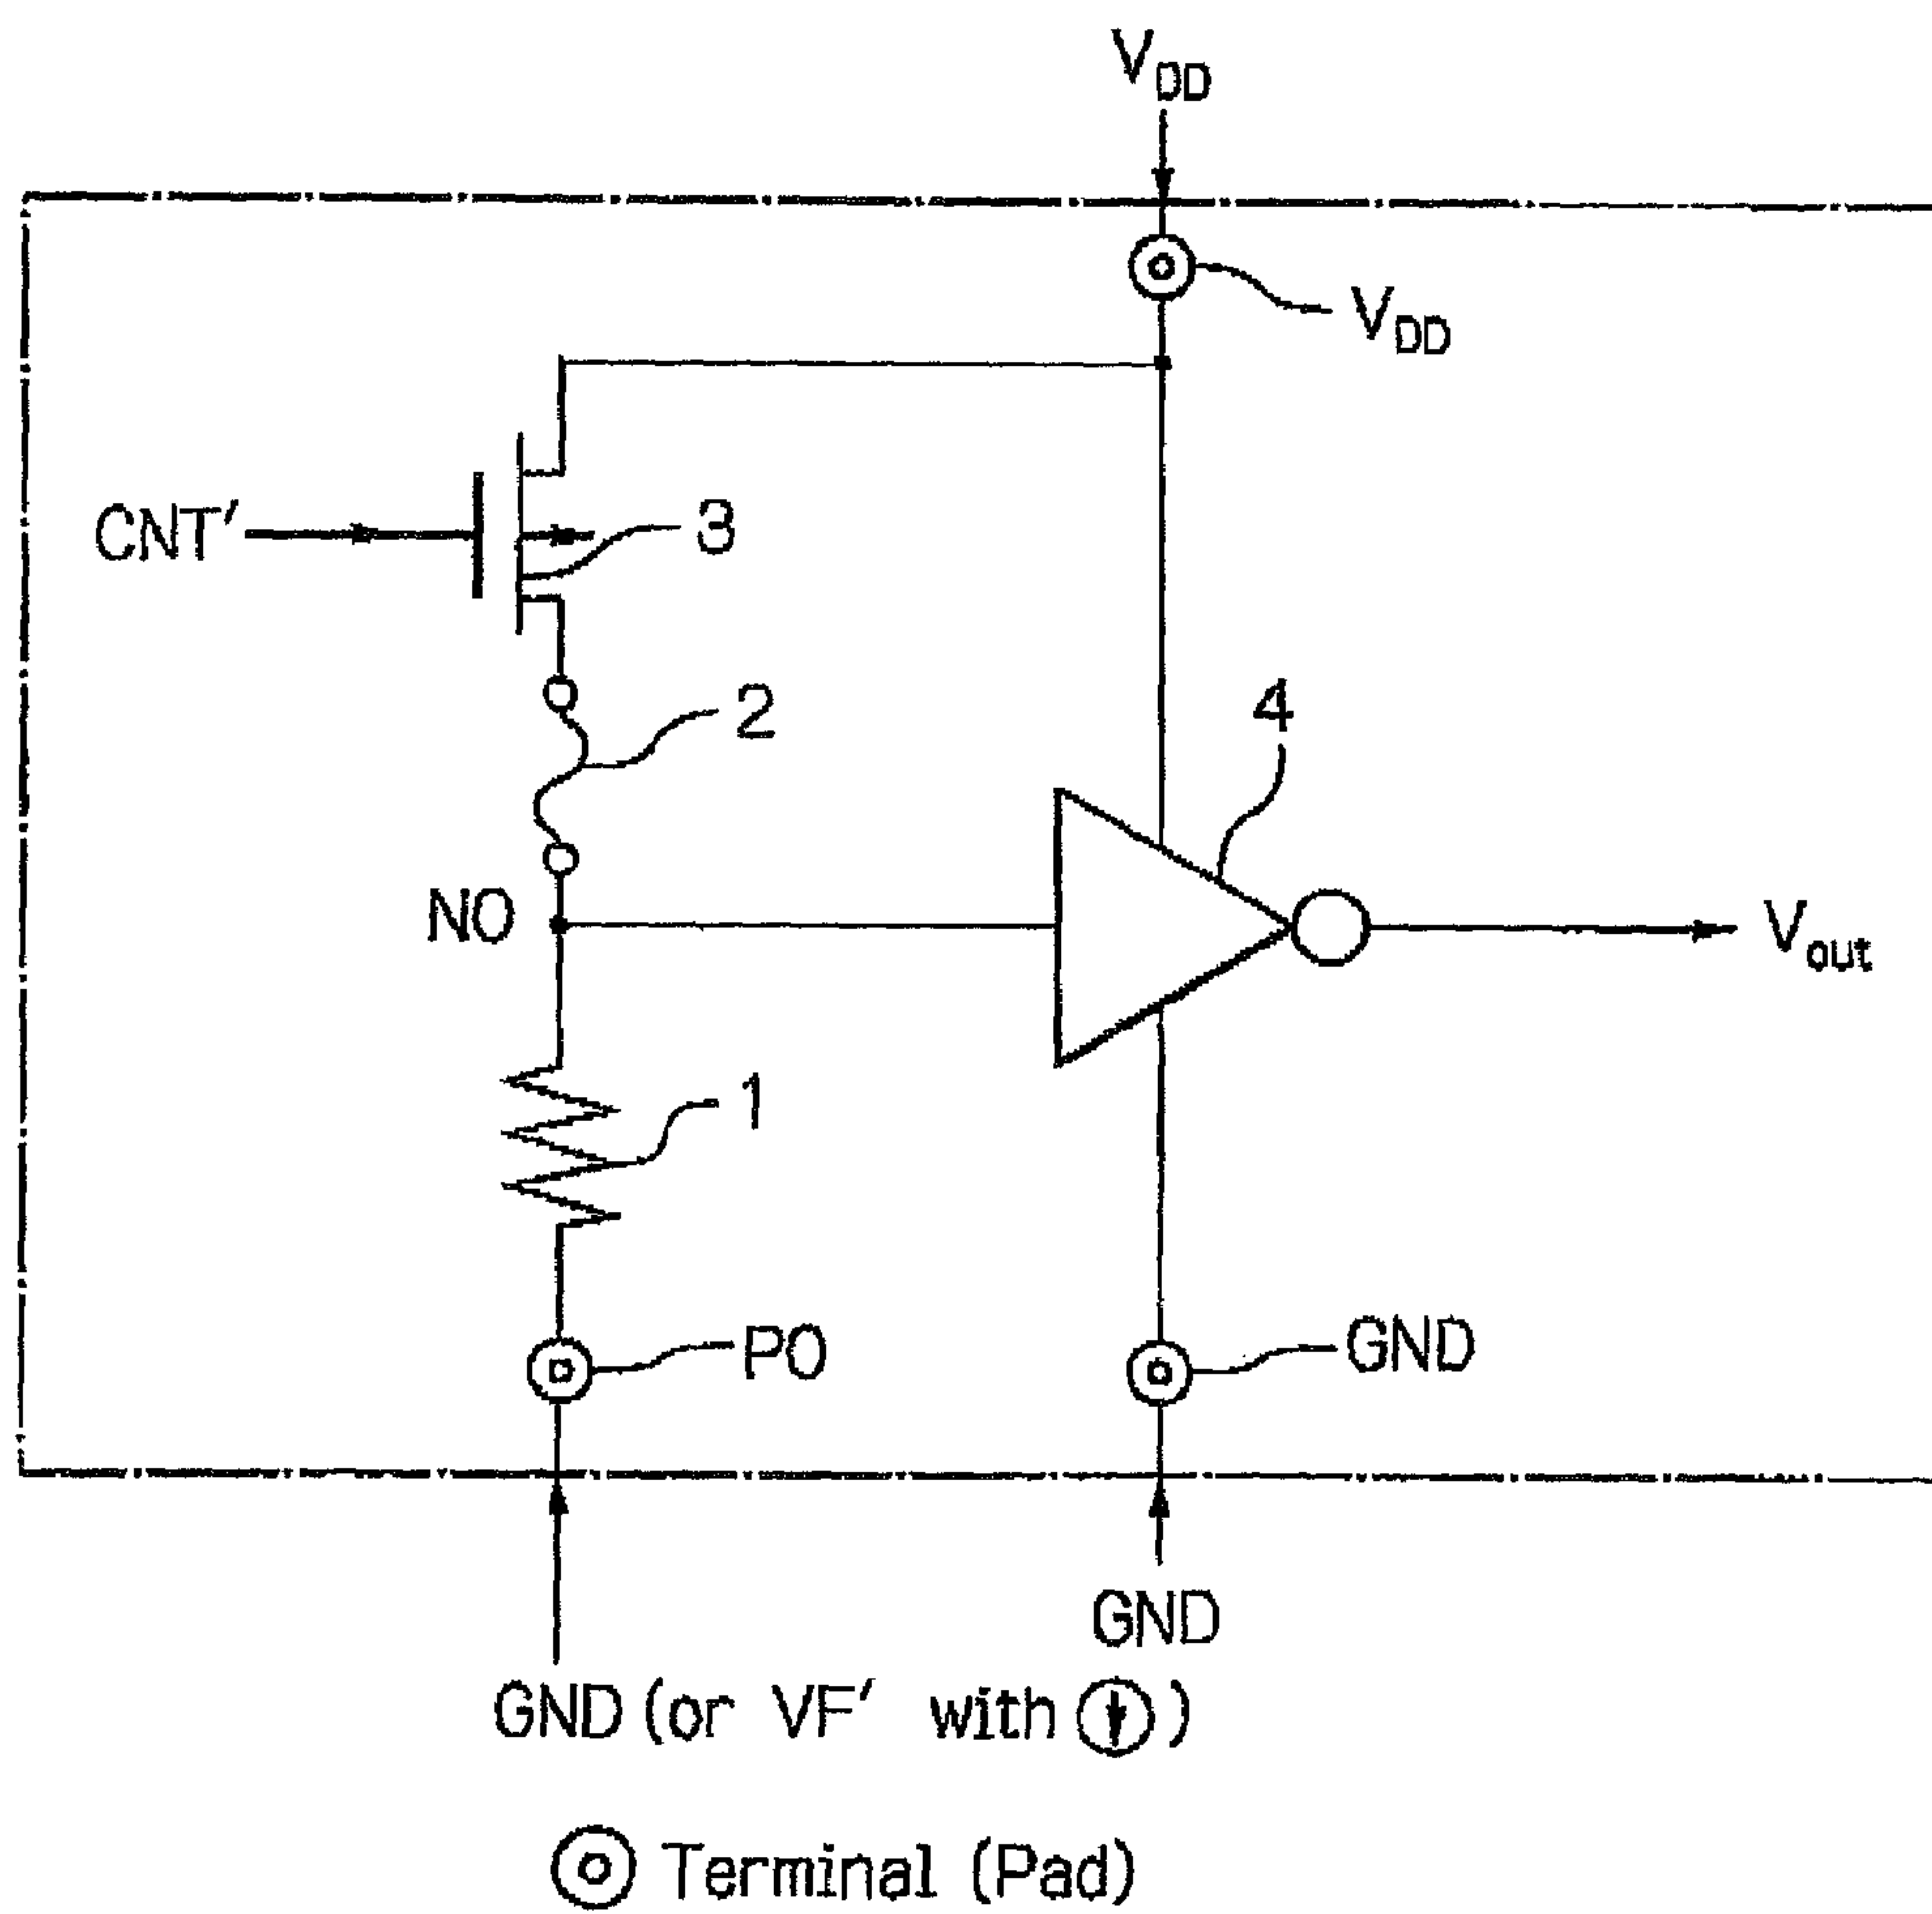 VDD
VDD
CNT'
3
2
4
NO
Vout
1
PO
GND
GND
GND (or VF' with )
Terminal (Pad)